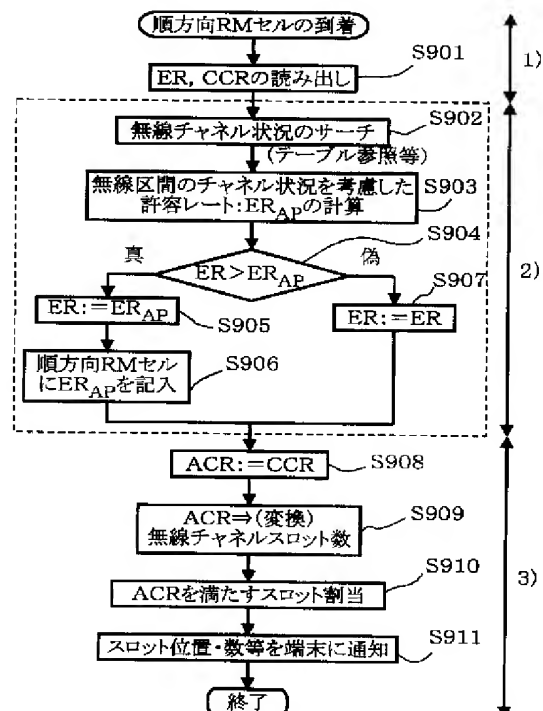 順方向RMセルの到着
S901
1)
ER, CCRの読み出し
S902
無線チャネル状況のサーチ
(テーブル参照等)
S903
無線区間のチャネル状況を考慮した
許容レート:ERAPの計算
S904
真
偽
2)
ER>ERAP
S907
ER:=ERAP
S905
ER:=ER
S906
順方向RMセル
にERAPを記入
ACR:=CCR
S908
ACR⇒(変換)
無線チャネルスロット数
S909
S910
3)
ACRを満たすスロット割当
S911
スロット位置・数等を端末に通知
終了